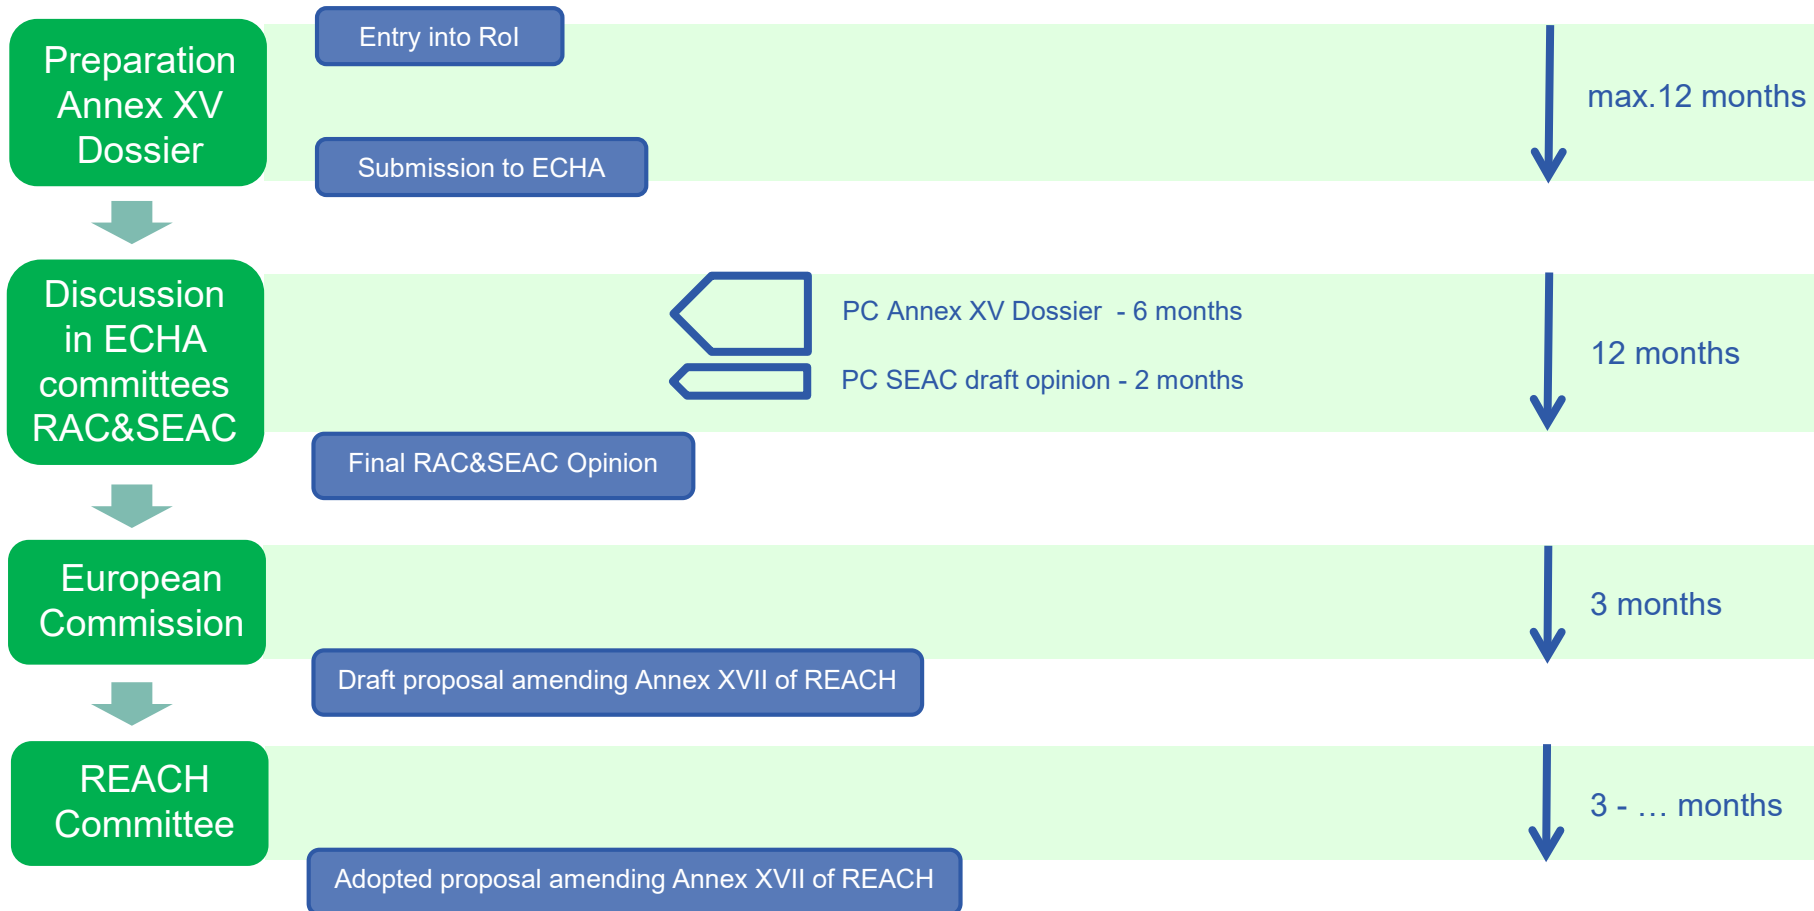 Preparation
Annex XV
Dossier
Entry into RoI
Submission to ECHA
max.12 months
Discussion
in ECHA
committees
RAC&SEAC
PC Annex XV Dossier - 6 months
PC SEAC draft opinion - 2 months
12 months
Final RAC&SEAC Opinion
European
Commission
3 months
Draft proposal amending Annex XVII of REACH
REACH
Committee
3 - … months
Adopted proposal amending Annex XVII of REACH